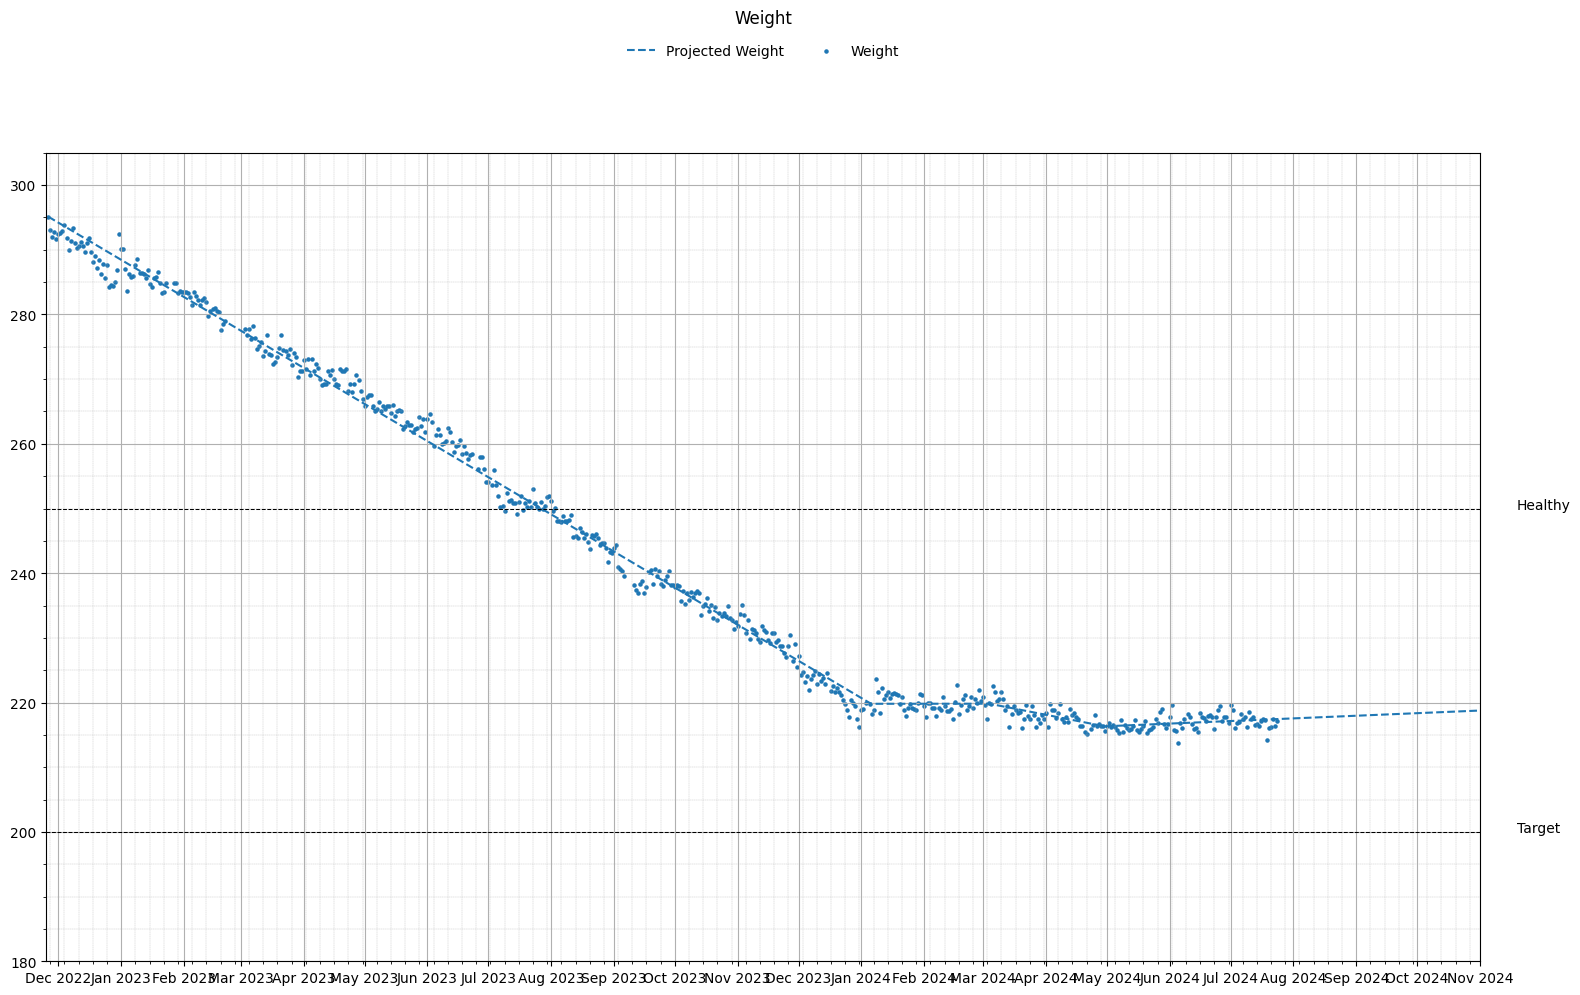 Weight
Projected Weight Weight
300
280
260
Healthy
240
220
200 Target
180
Dec 2022 Jan 2023 Feb 2023 Mar 2023 Apr 2023 May 2023 Jun 2023 Jul 2023 Aug 2023 Sep 2023 Oct 2023 Nov 2023 Dec 2023 Jan 2024 Feb 2024 Mar 2024 Apr 2024 May 2024 Jun 2024 Jul 2024 Aug 2024 Sep 2024 Oct 2024 Nov 2024